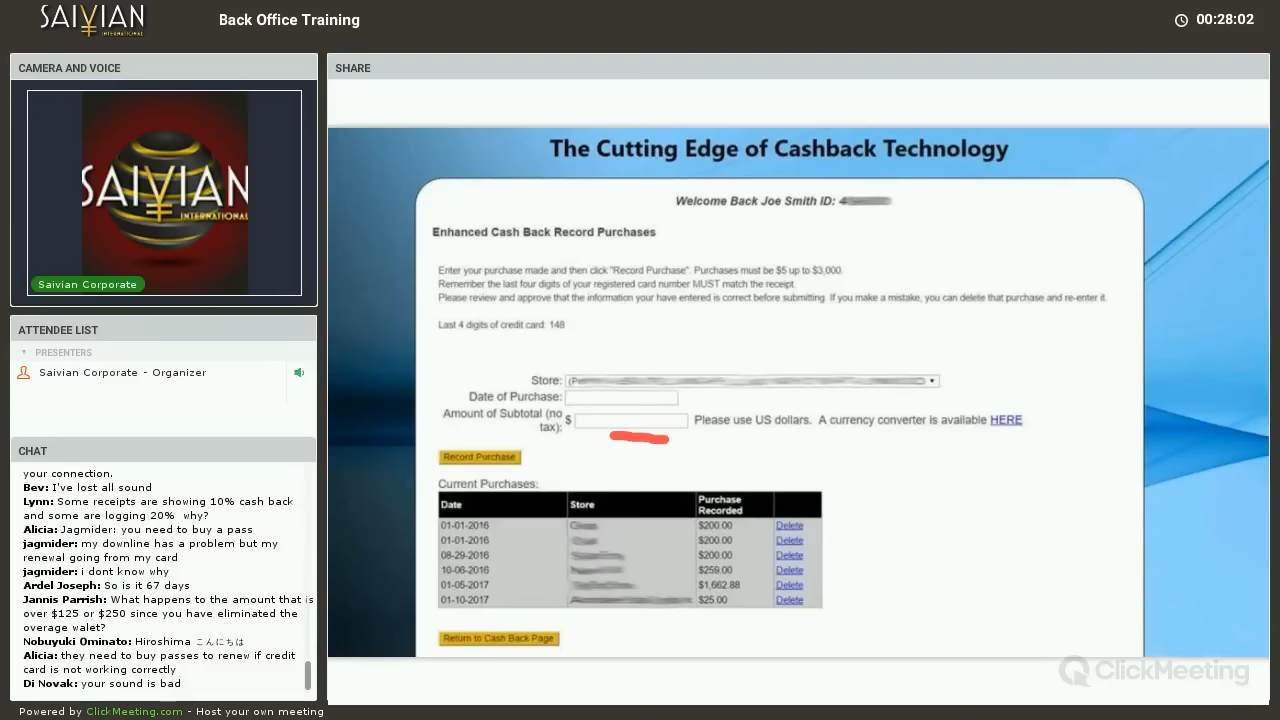 SAIVIAN
INTERNATIONAL
Back Office Training
00:28:02
CAMERA AND VOICE
SAIVIAN
INTERNATIONAL
Saivian Corporate
ATTENDEE LIST
PRESENTERS
Saivian Corporate - Organizer
CHAT
your connection.
Bev: I've lost all sound
Lynn: Some receipts are showing 10% cash back
and some are logging 20% why?
Alicia: Jagmider: you need to buy a pass
jagmider: my downline has a problem but my
renewal going from my card
jagmider: i dont know why
Ardel Joseph: So is it 67 days
Jannis Parrish: What happens to the amount that is
over $125 or $250 since you have eliminated the
overage walet?
Nobuyuki Ominato: Hiroshima こんにちは
Alicia: they need to buy passes to renew if credit
card is not working correctly
Di Novak: your sound is bad
SHARE
The Cutting Edge of Cashback Technology
Welcome Back Joe Smith ID:
Enhanced Cash Back Record Purchases
Enter your purchase made and then click "Record Purchase". Purchases must be $5 up to $3,000.
Remember the last four digits of your registered card number MUST match the receipt
Please review and approve that the information your have entered is correct before submitting. If you make a mistake, you can delete that purchase and re-enter it.
Last 4 digits of credit card: 148
Store:
Date of Purchase:
Amount of Subtotal (no tax): $ Please use US dollars. A currency converter is available HERE
Record Purchase
Current Purchases:
Date Store Purchase Recorded
01-01-2016 $200.00 Delete
01-01-2016 $200.00 Delete
08-29-2016 $200.00 Delete
10-06-2016 $259.00 Delete
01-05-2017 $1,662.88 Delete
01-10-2017 $25.00 Delete
Return to Cash Back Page
ClickMeeting
Powered by ClickMeeting.com - Host your own meeting